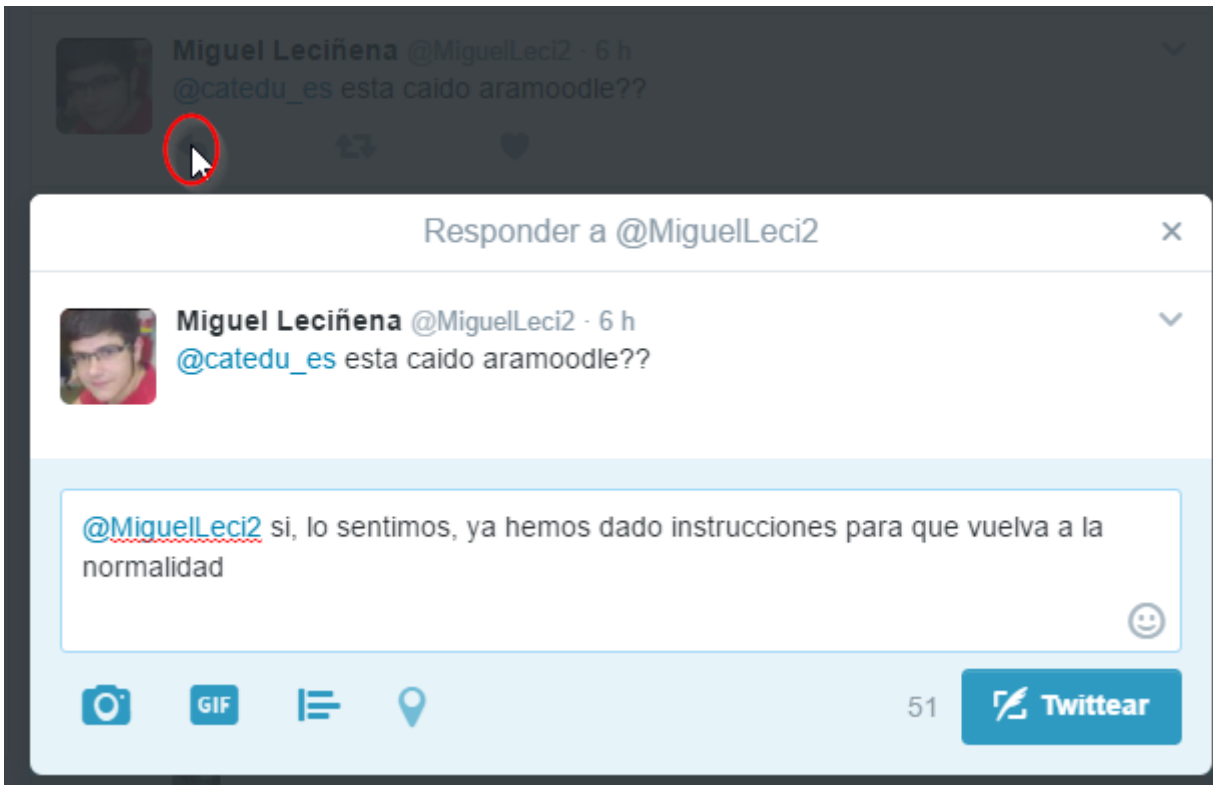 Miguel Leciñena @MiguelLeci2 · 6 h
@catedu_es esta caido aramoodle??
Responder a @MiguelLeci2
Miguel Leciñena @MiguelLeci2 · 6 h
@catedu_es esta caido aramoodle??
@MiguelLeci2 si, lo sentimos, ya hemos dado instrucciones para que vuelva a la
normalidad
GIF
51 Twittear